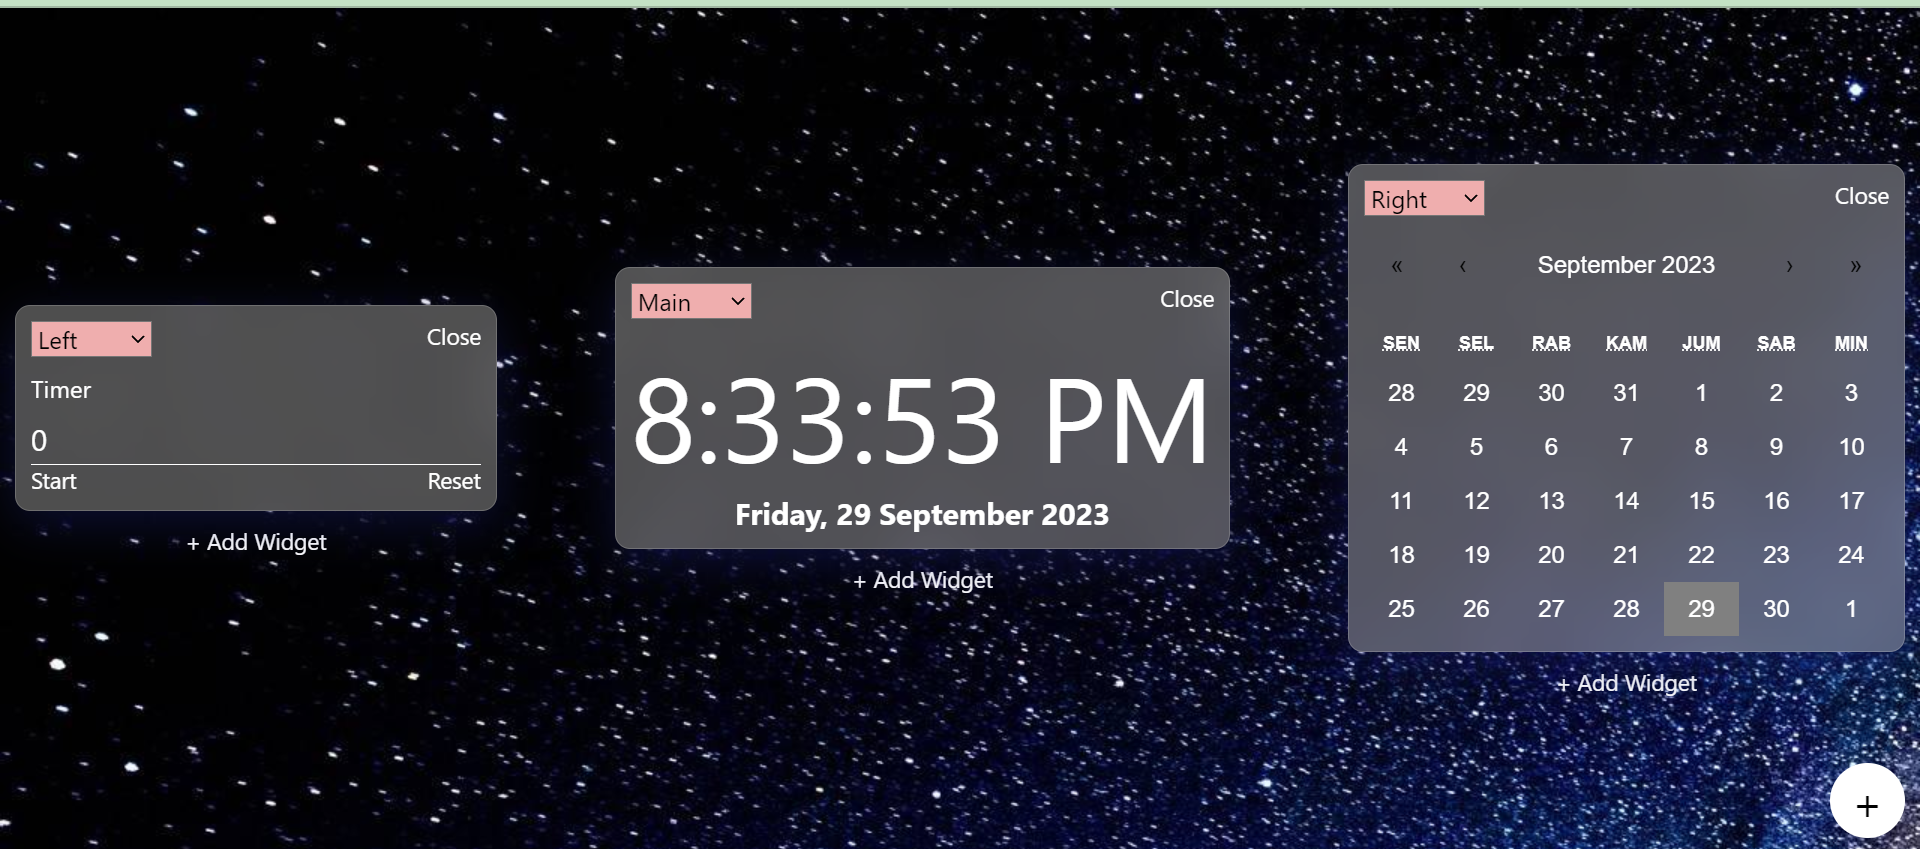 Left Close
Timer
0
Start Reset
+ Add Widget
Main Close
8:33:53 PM
Friday, 29 September 2023
+ Add Widget
Right Close
« ‹ September 2023 › »
SEN SEL RAB KAM JUM SAB MIN
28 29 30 31 1 2 3
4 5 6 7 8 9 10
11 12 13 14 15 16 17
18 19 20 21 22 23 24
25 26 27 28 29 30 1
+ Add Widget
+